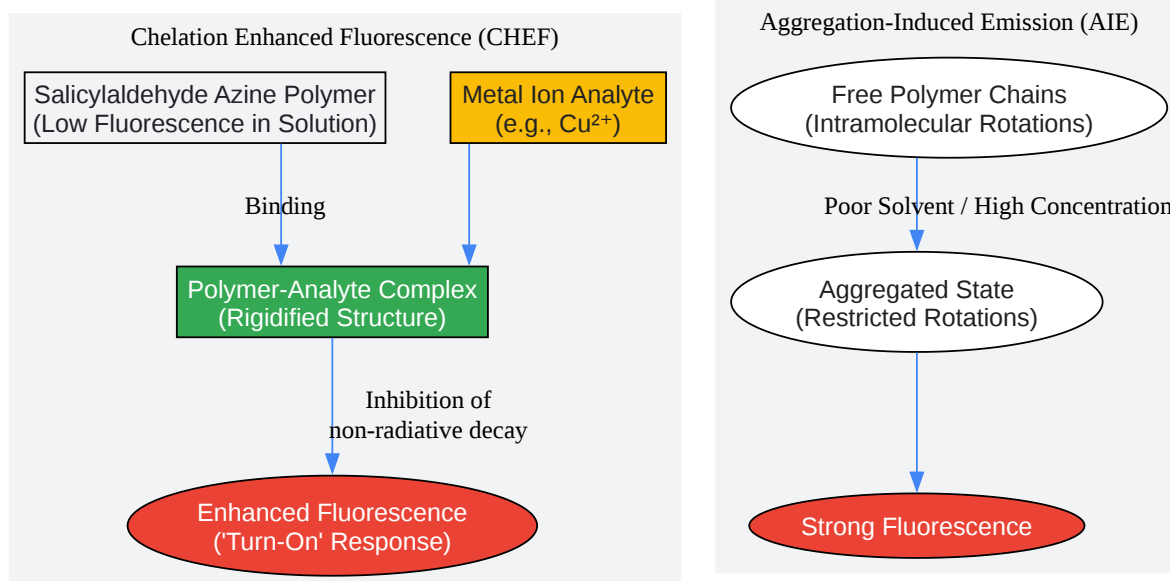 Chelation Enhanced Fluorescence (CHEF)
Salicylaldehyde Azine Polymer
(Low Fluorescence in Solution)
Metal Ion Analyte
(e.g., Cu²⁺)
Binding
Polymer-Analyte Complex
(Rigidified Structure)
Inhibition of
non-radiative decay
Enhanced Fluorescence
('Turn-On' Response)
Aggregation-Induced Emission (AIE)
Free Polymer Chains
(Intramolecular Rotations)
Poor Solvent / High Concentration
Aggregated State
(Restricted Rotations)
Strong Fluorescence